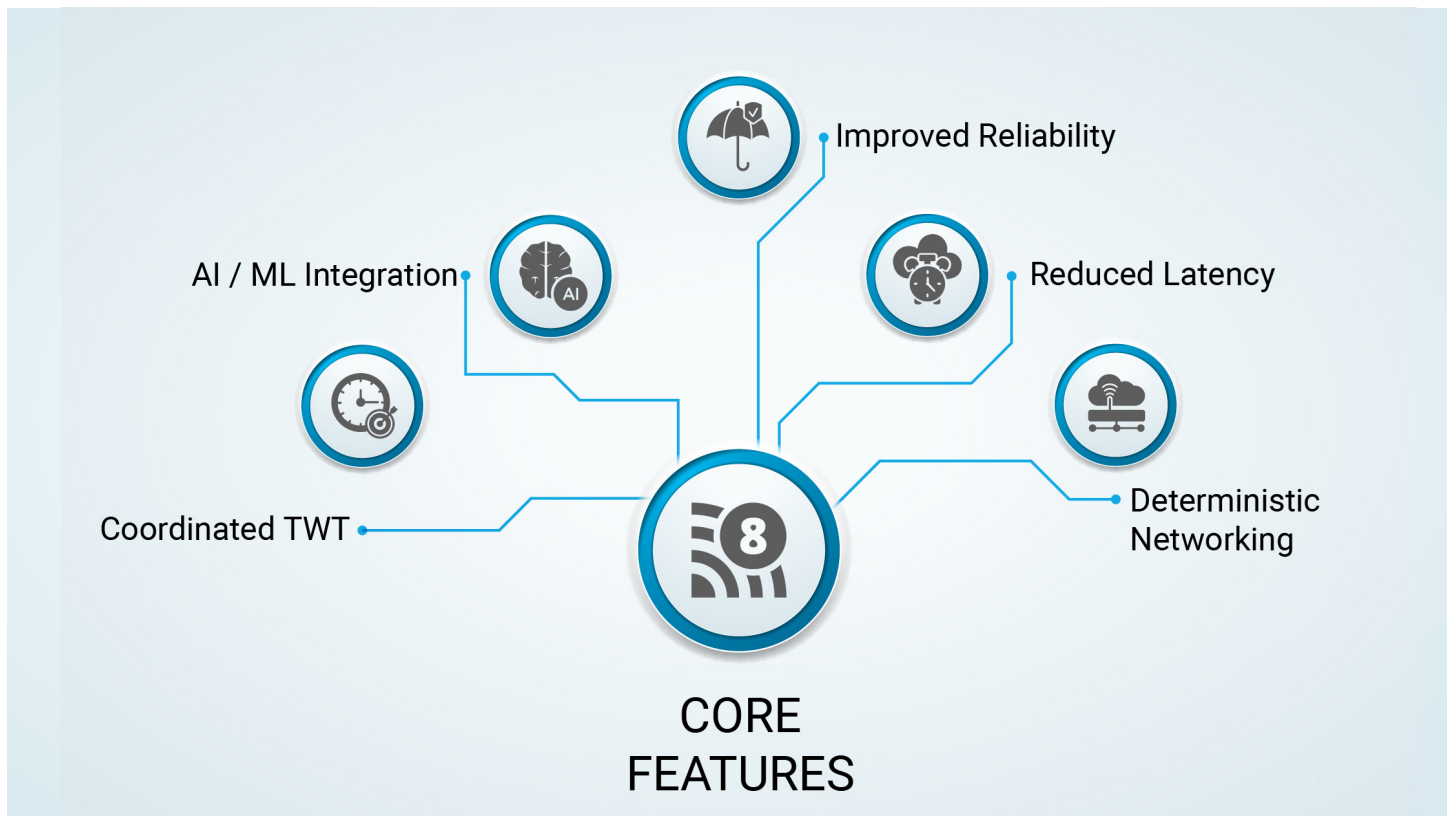 Improved Reliability
AI / ML Integration
AI
Reduced Latency
Coordinated TWT
Deterministic
Networking
8
CORE
FEATURES